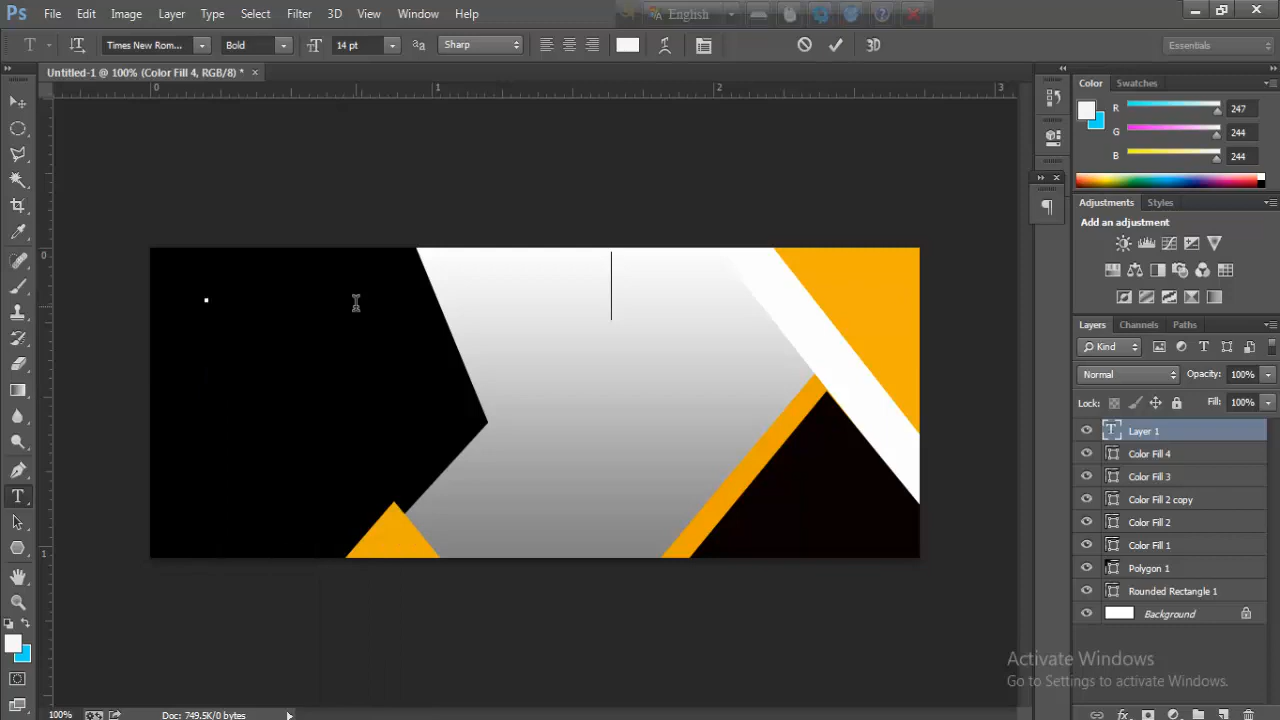 Ps File Edit Image Layer Type Select Filter 3D View Window Help
English
T Times New Rom... Bold 14 pt aa Sharp 3D Essentials
Untitled-1 @ 100% (Color Fill 4, RGB/8) * ×
0 1 2 3
0
1
Color Swatches
R 247
G 244
B 244
Adjustments Styles
Add an adjustment
Layers Channels Paths
Kind
Normal Opacity: 100%
Lock: Fill: 100%
Layer 1
Color Fill 4
Color Fill 3
Color Fill 2 copy
Color Fill 2
Color Fill 1
Polygon 1
Rounded Rectangle 1
Background
Activate Windows
Go to Settings to activate Windows.
100% Doc: 749.5K/0 bytes
fx